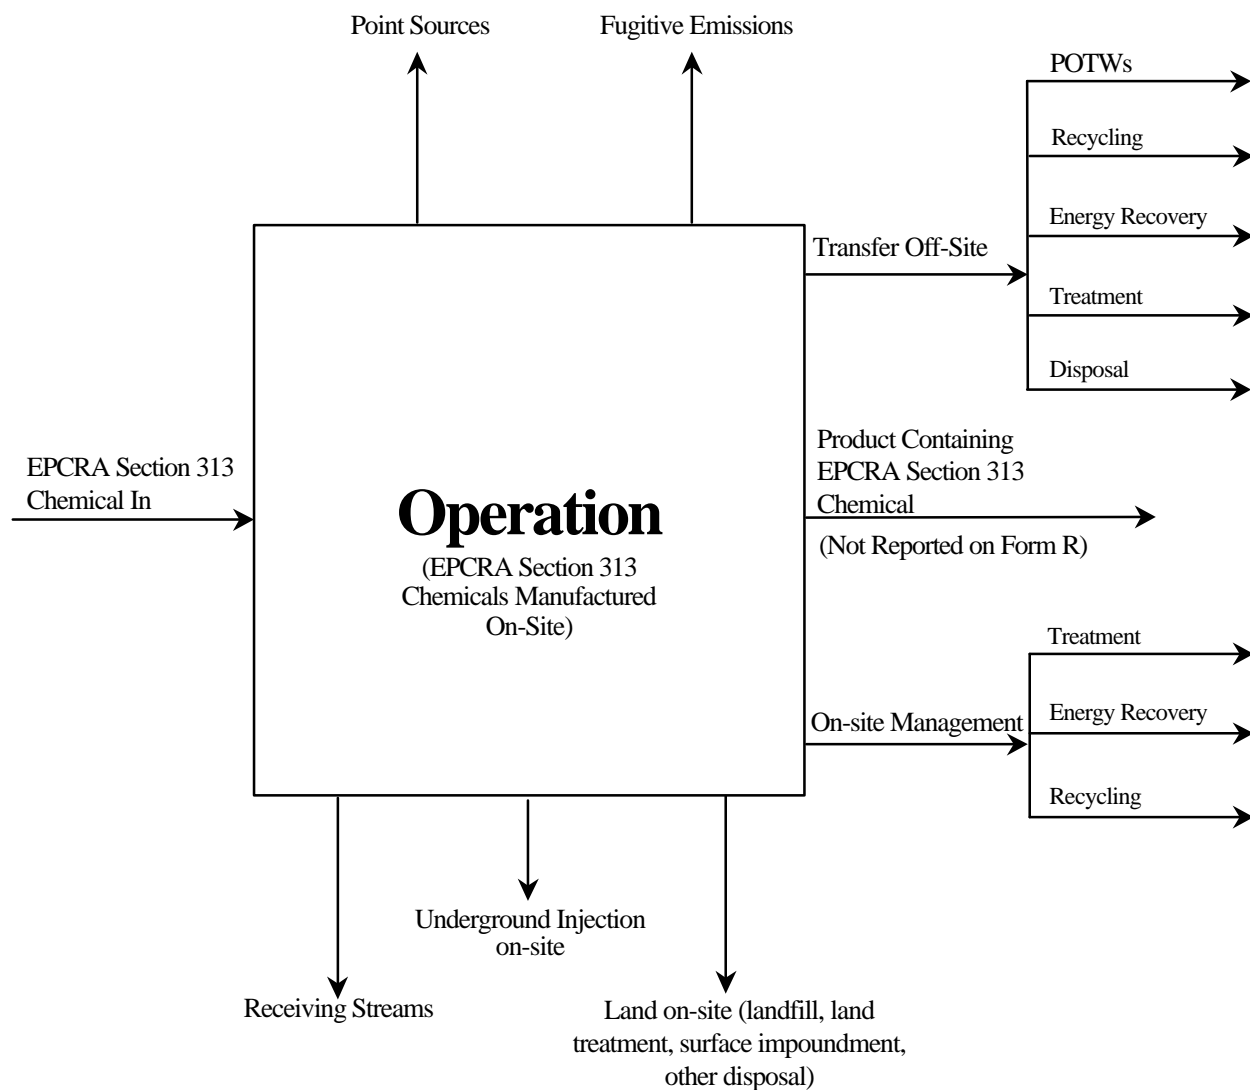 Point Sources
Fugitive Emissions
POTWs
Recycling
Energy Recovery
Transfer Off-Site
Treatment
Disposal
EPCRA Section 313
Chemical In
Operation
(EPCRA Section 313
Chemicals Manufactured
On-Site)
Product Containing
EPCRA Section 313
Chemical
(Not Reported on Form R)
Treatment
On-site Management
Energy Recovery
Recycling
Underground Injection
on-site
Receiving Streams
Land on-site (landfill, land
treatment, surface impoundment,
other disposal)